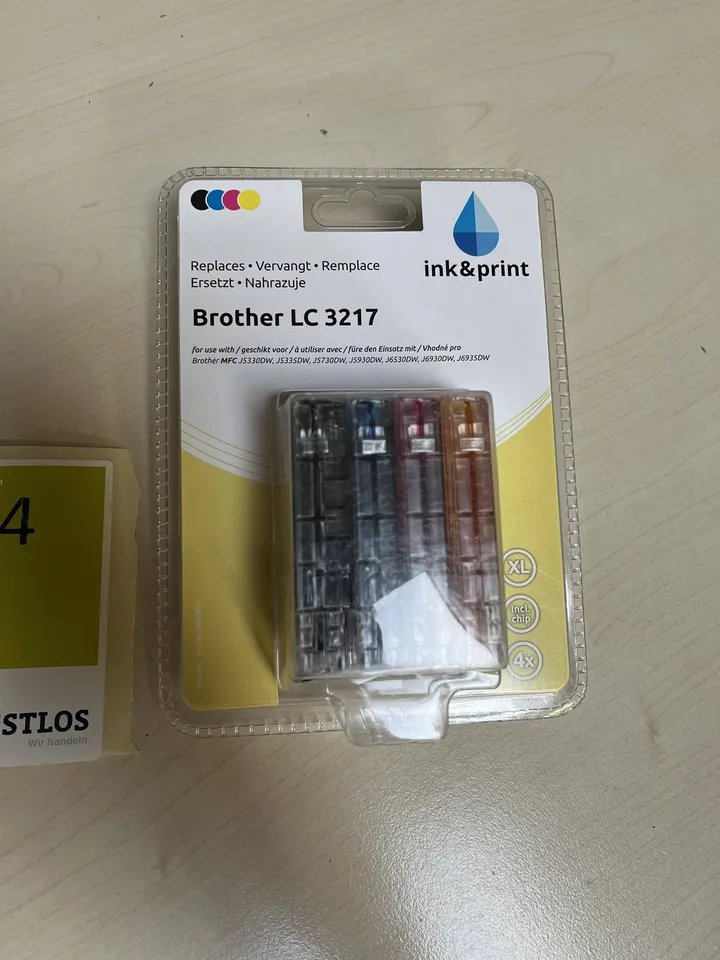 ink&print
Replaces • Vervangt • Remplace
Ersetzt • Nahrazuje
Brother LC 3217
for use with / geschikt voor / à utiliser avec / füre den Einsatz mit / Vhodné pro
Brother MFC J5330DW, J5335DW, J5730DW, J5930DW, J6530DW, J6930DW, J6935DW
XL
Incl.
chip
4x
4
STLOS
Wir handeln.